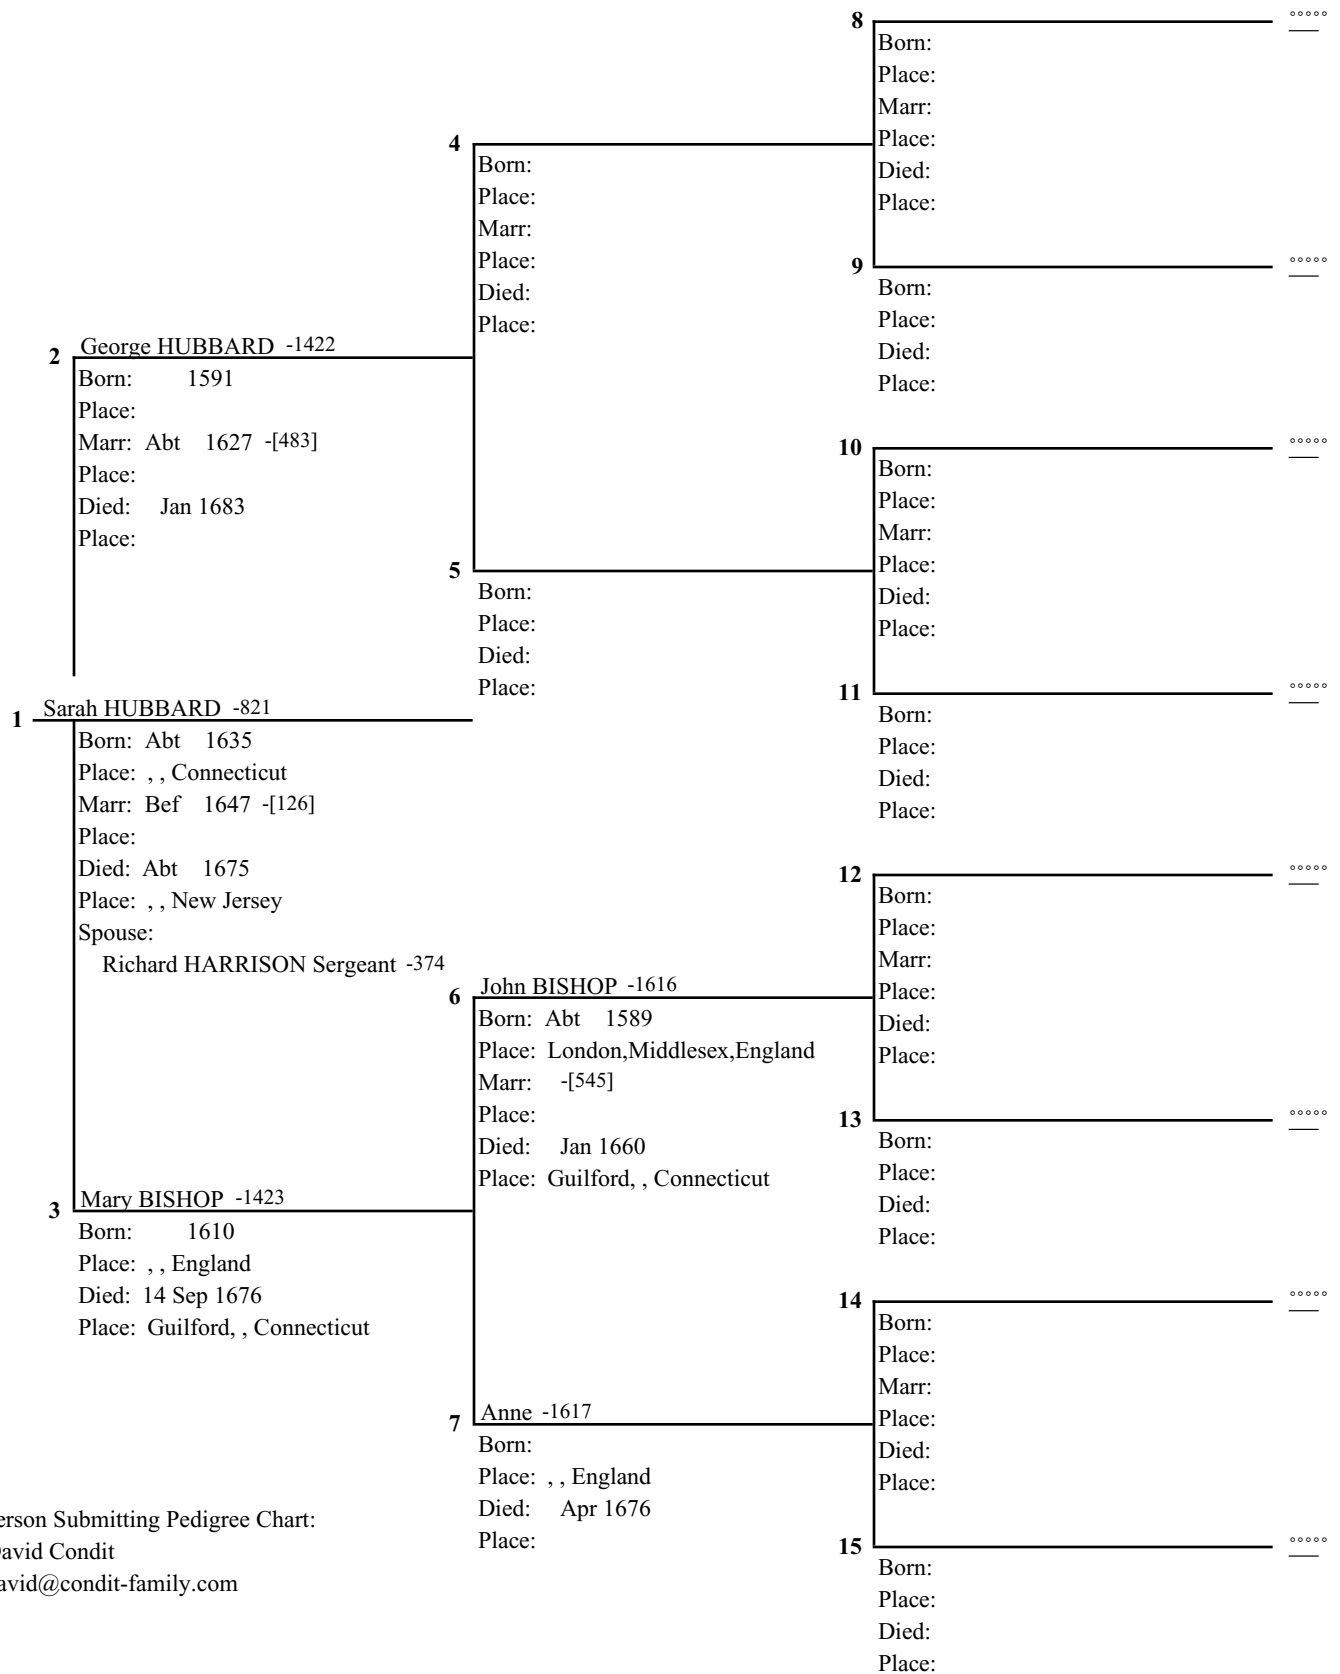 8
°°°°°
Born:
Place:
Marr:
Place:
Died:
Place:
4
Born:
Place:
Marr:
Place:
Died:
Place:
9
°°°°°
Born:
Place:
Died:
Place:
2 George HUBBARD -1422
Born: 1591
Place:
Marr: Abt 1627 -[483]
Place:
Died: Jan 1683
Place:
10
°°°°°
Born:
Place:
Marr:
Place:
Died:
Place:
5
Born:
Place:
Died:
Place:
11
°°°°°
Born:
Place:
Died:
Place:
1 Sarah HUBBARD -821
Born: Abt 1635
Place: , , Connecticut
Marr: Bef 1647 -[126]
Place:
Died: Abt 1675
Place: , , New Jersey
Spouse:
Richard HARRISON Sergeant -374
12
°°°°°
Born:
Place:
Marr:
Place:
Died:
Place:
6 John BISHOP -1616
Born: Abt 1589
Place: London,Middlesex,England
Marr: -[545]
Place:
Died: Jan 1660
Place: Guilford, , Connecticut
13
°°°°°
Born:
Place:
Died:
Place:
3 Mary BISHOP -1423
Born: 1610
Place: , , England
Died: 14 Sep 1676
Place: Guilford, , Connecticut
14
°°°°°
Born:
Place:
Marr:
Place:
Died:
Place:
7 Anne -1617
Born:
Place: , , England
Died: Apr 1676
Place:
15
°°°°°
Born:
Place:
Died:
Place:
erson Submitting Pedigree Chart:
avid Condit
avid@condit-family.com